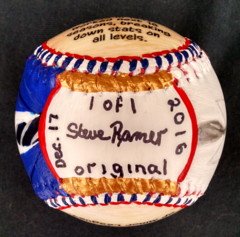 seasons, breaking
down stats on
all levels.
1 of 1
Dec. 17
Steve Ramer
2016
original